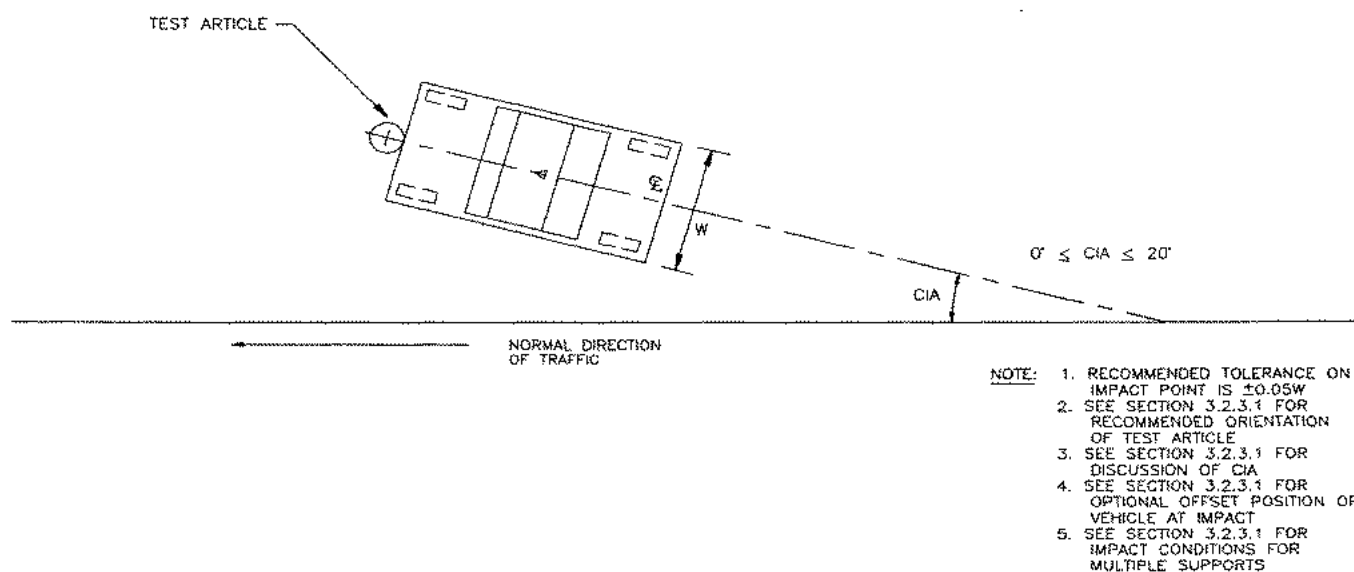 TEST ARTICLE
℄
W
0° ≤ CIA ≤ 20°
CIA
NORMAL DIRECTION
OF TRAFFIC
NOTE: 1. RECOMMENDED TOLERANCE ON
IMPACT POINT IS ±0.05W
2. SEE SECTION 3.2.3.1 FOR
RECOMMENDED ORIENTATION
OF TEST ARTICLE
3. SEE SECTION 3.2.3.1 FOR
DISCUSSION OF CIA
4. SEE SECTION 3.2.3.1 FOR
OPTIONAL OFFSET POSITION OF
VEHICLE AT IMPACT
5. SEE SECTION 3.2.3.1 FOR
IMPACT CONDITIONS FOR
MULTIPLE SUPPORTS